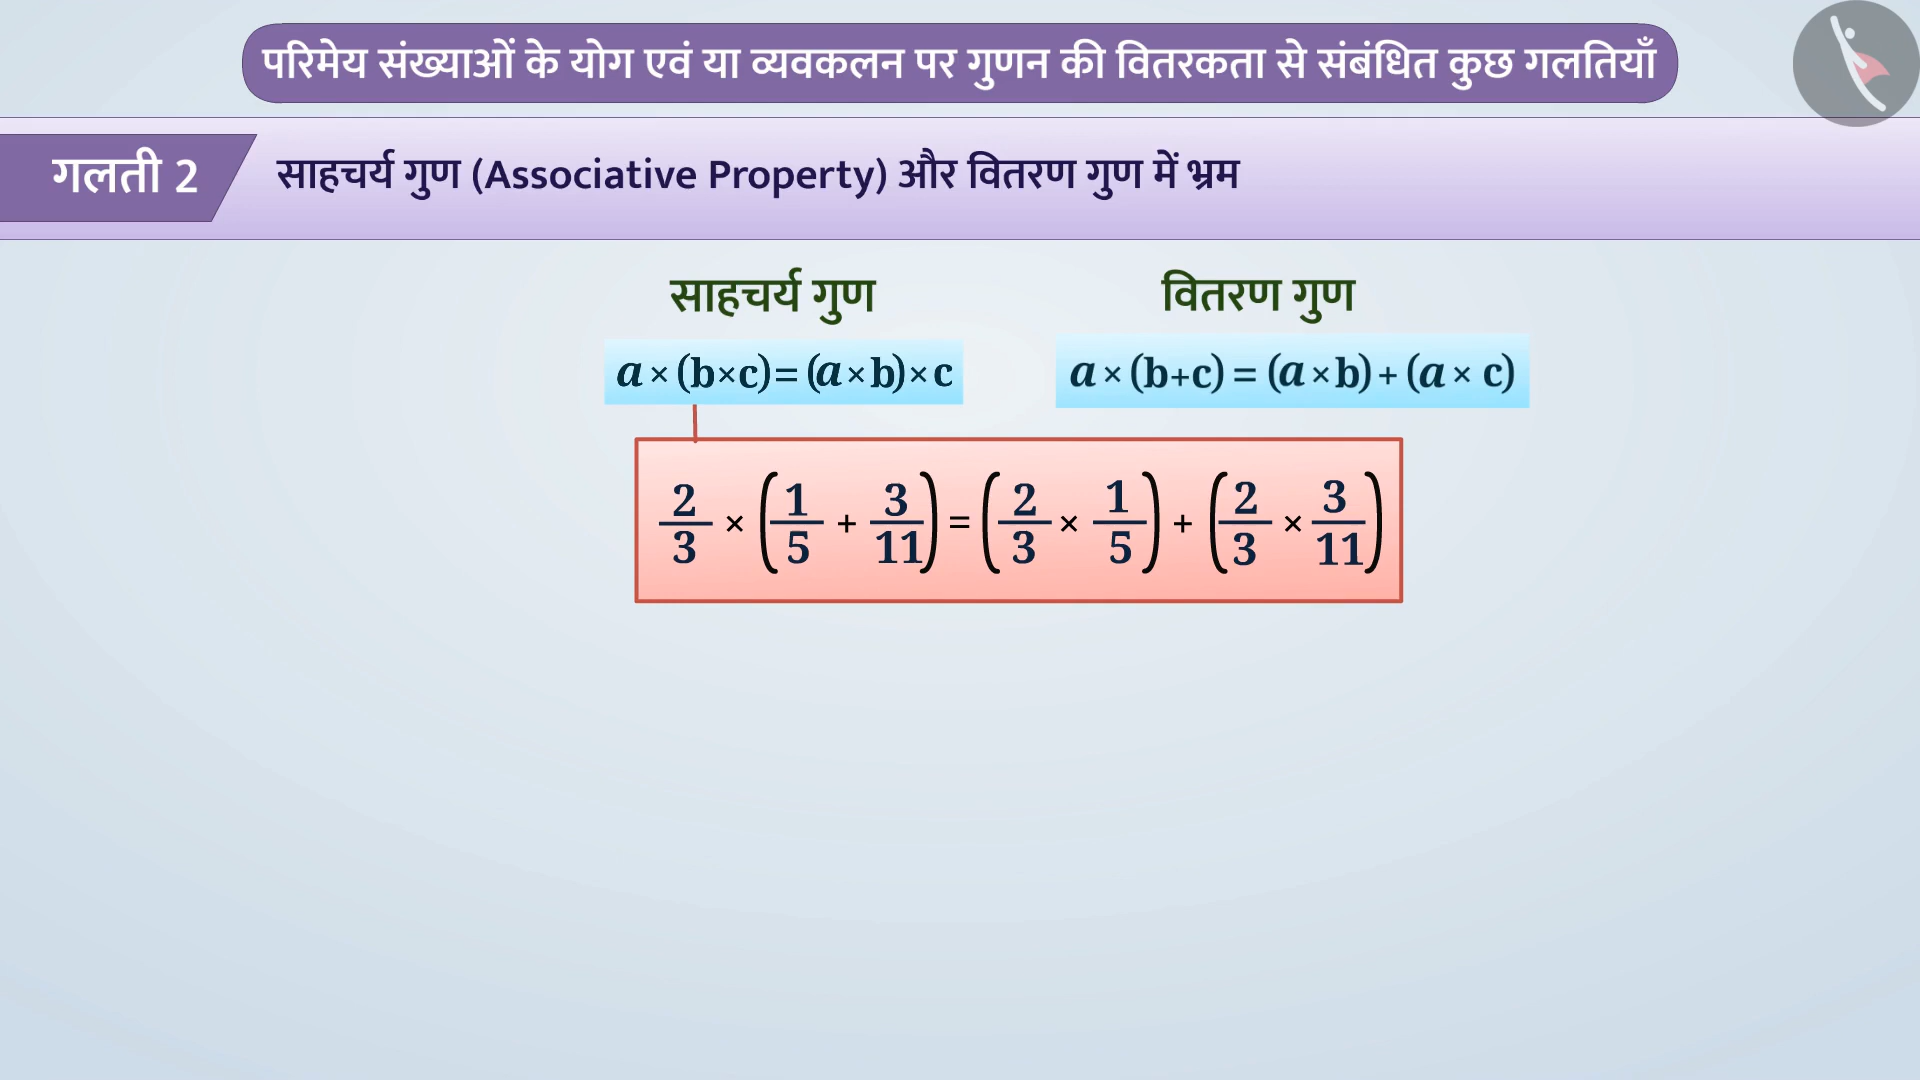 परिमेय संख्याओं के योग एवं या व्यवकलन पर गुणन की वितरकता से संबंधित कुछ गलतियाँ
गलती 2
साहचर्य गुण (Associative Property) और वितरण गुण में भ्रम
साहचर्य गुण
वितरण गुण
a × (b×c) = (a×b)×c
a × (b+c) = (a×b) + (a × c)
2/3 × (1/5 + 3/11) = (2/3 × 1/5) + (2/3 × 3/11)